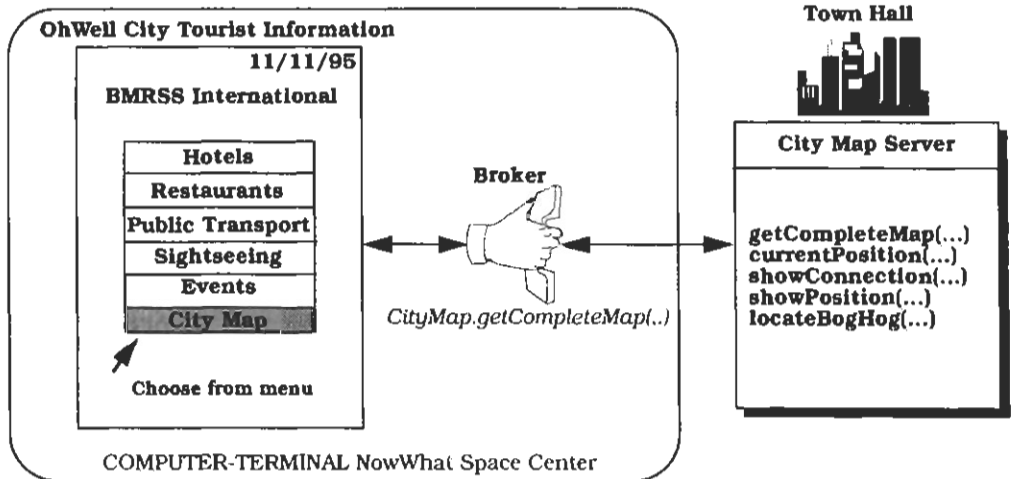 OhWell City Tourist Information
11/11/95
BMRSS International
Hotels
Restaurants
Public Transport
Sightseeing
Events
City Map
Choose from menu
Broker
CityMap.getCompleteMap(..)
COMPUTER-TERMINAL NowWhat Space Center
Town Hall
City Map Server
getCompleteMap(...)
currentPosition(...)
showConnection(...)
showPosition(...)
locateBogHog(...)